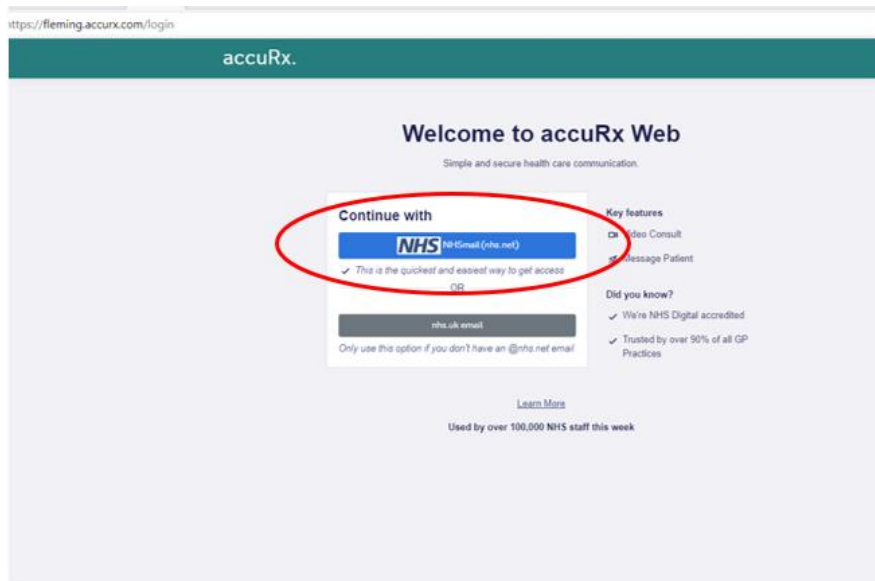 https://fleming.accurx.com/login
accuRx.
Welcome to accuRx Web
Simple and secure health care communication.
Continue with
NHS NHSmail (nhs.net)
This is the quickest and easiest way to get access
OR
nhs.uk email
Only use this option if you don't have an @nhs.net email
Key features
Video Consult
Message Patient
Did you know?
We're NHS Digital accredited
Trusted by over 90% of all GP
Practices
Learn More
Used by over 100,000 NHS staff this week